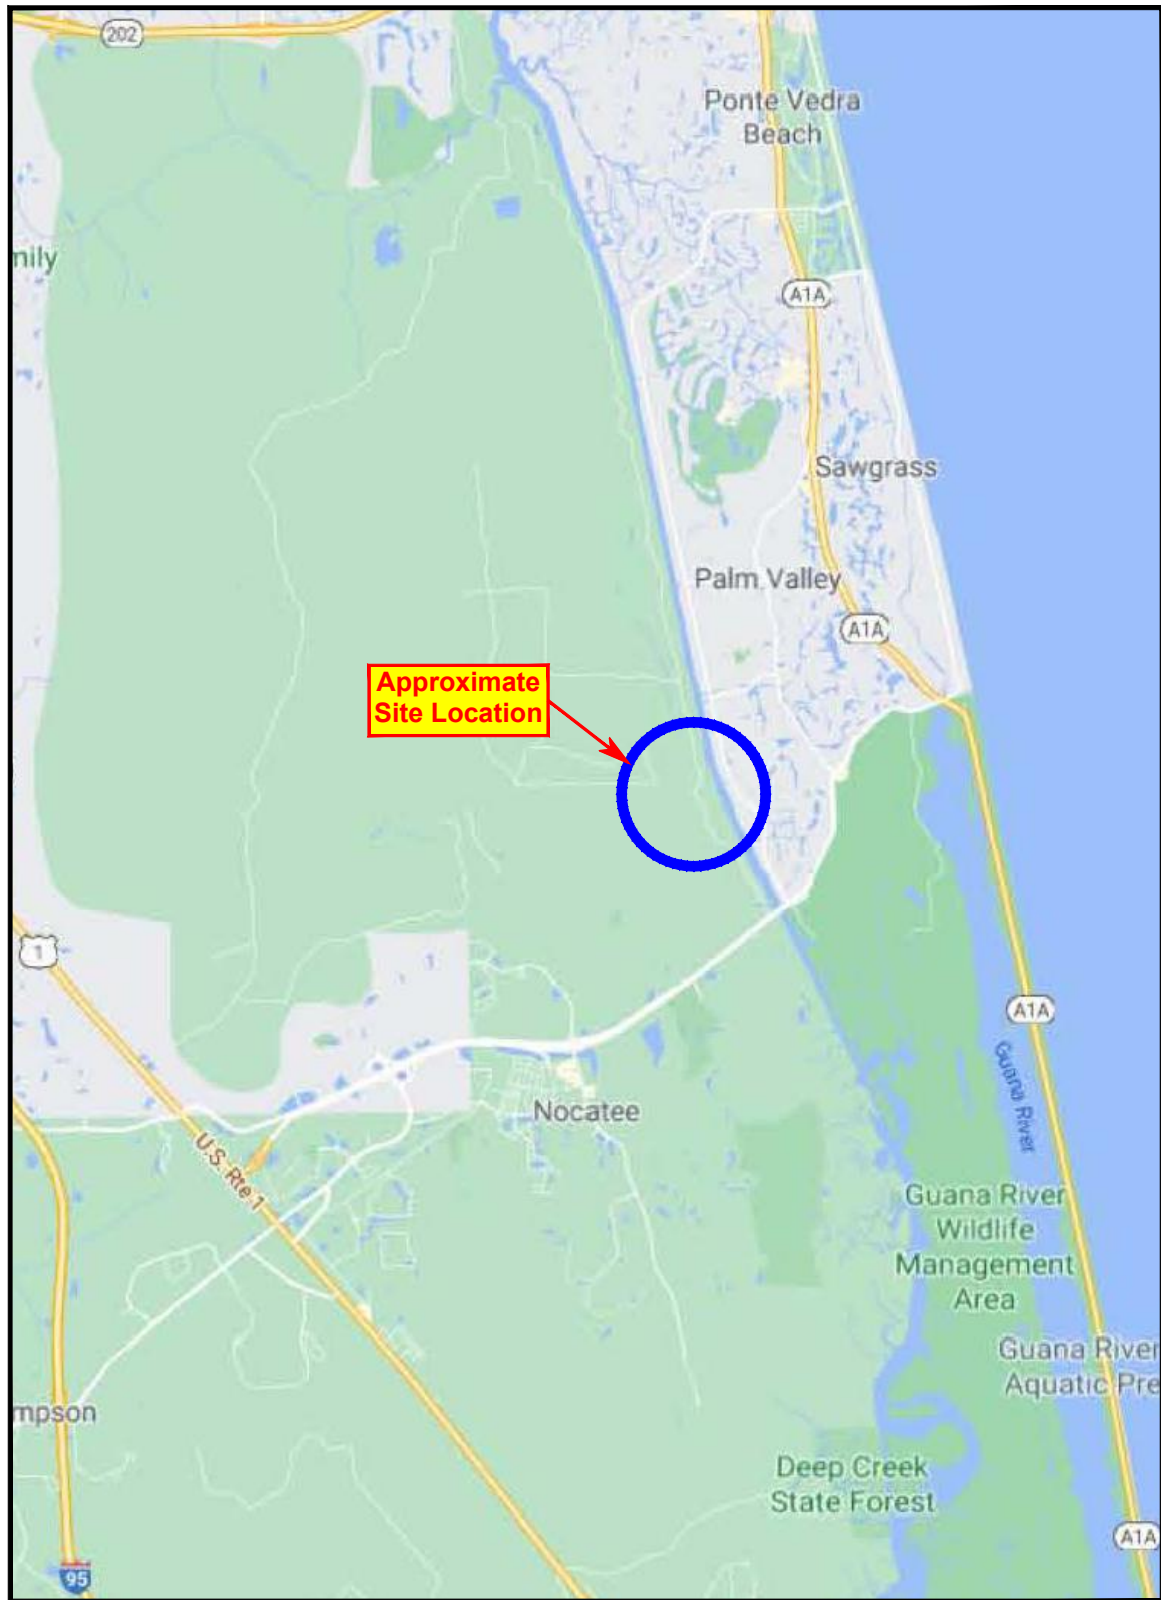 202
Ponte Vedra
Beach
mily
A1A
Sawgrass
Palm Valley
A1A
Approximate
Site Location
1
A1A
Guana River
Nocatee
U.S. Rte 1
Guana River
Wildlife
Management
Area
Guana River
Aquatic Pre
mpson
Deep Creek
State Forest
A1A
95